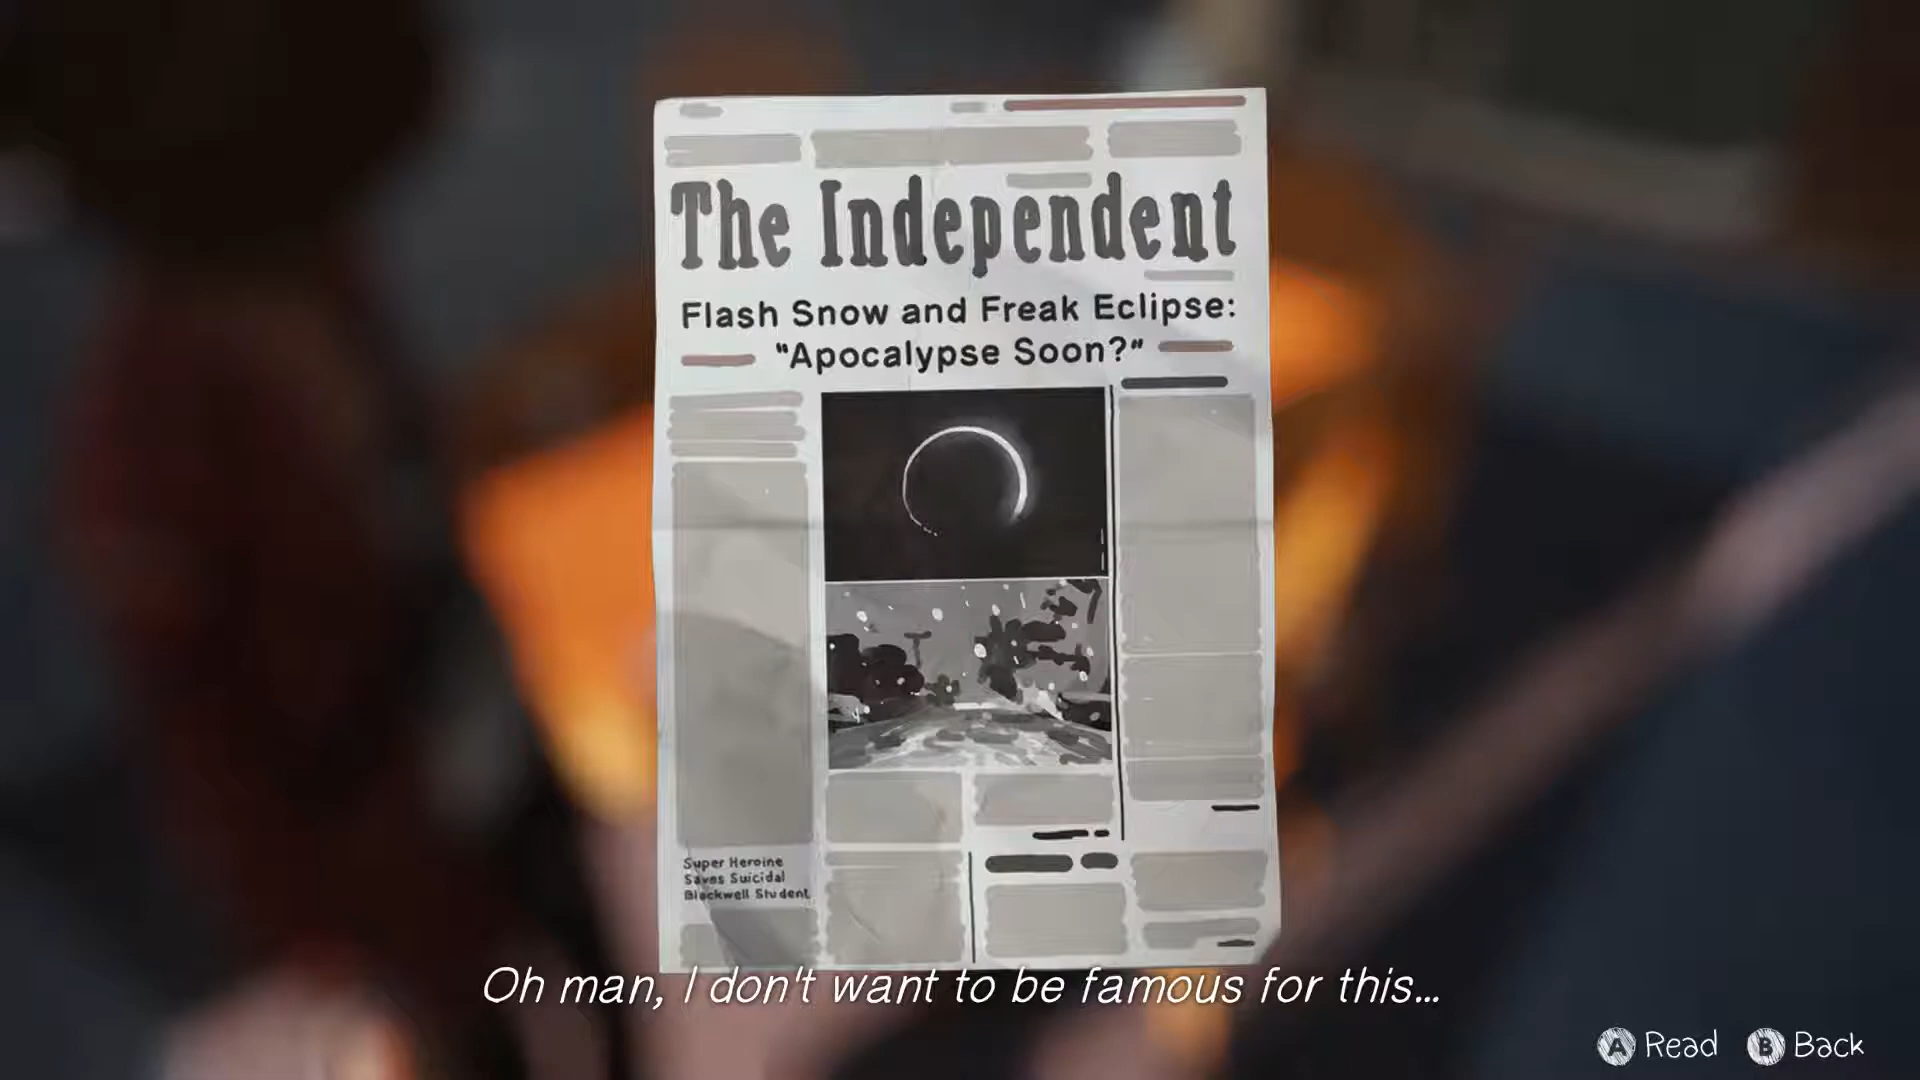 The Independent
Flash Snow and Freak Eclipse:
"Apocalypse Soon?"
Super Heroine
Saves Suicidal
Blackwell Student
Oh man, I don't want to be famous for this...
A Read B Back